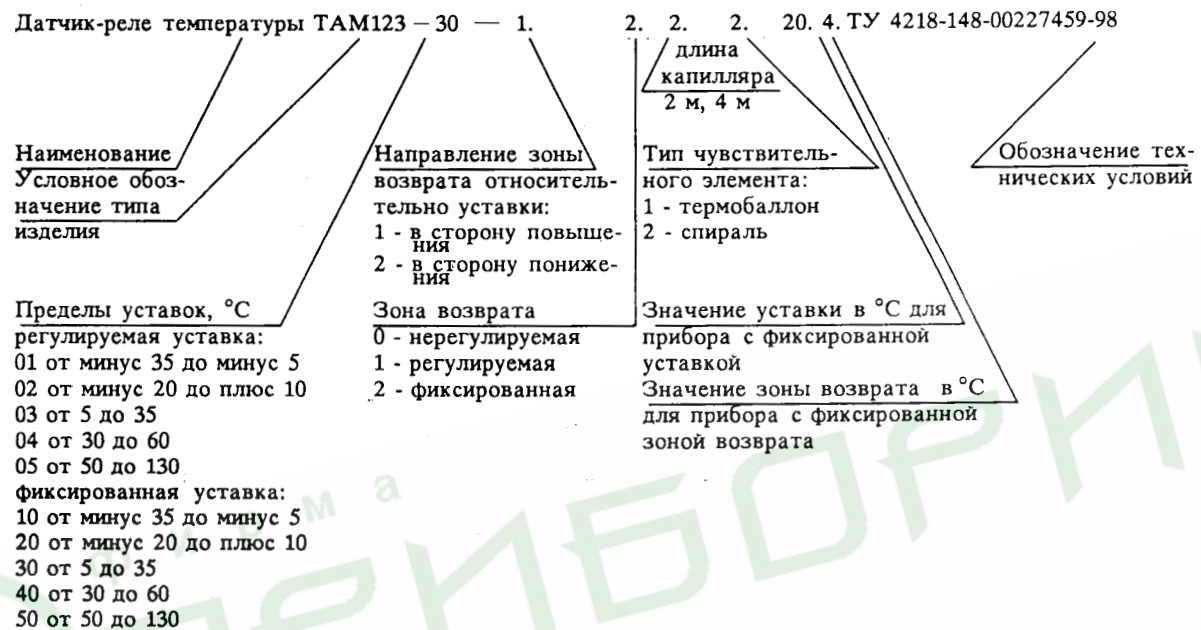 Датчик-реле температуры ТАМ123 – 30 — 1. 2. 2. 2. 20. 4. ТУ 4218-148-00227459-98
длина
капилляра
2 м, 4 м
Наименование
Условное обоз-
начение типа
изделия
Направление зоны
возврата относитель-
тельно уставки:
1 - в сторону повыше-
ния
2 - в сторону пониже-
ния
Тип чувствитель-
ного элемента:
1 - термобаллон
2 - спираль
Обозначение тех-
нических условий
Пределы уставок, °С
регулируемая уставка:
01 от минус 35 до минус 5
02 от минус 20 до плюс 10
03 от 5 до 35
04 от 30 до 60
05 от 50 до 130
фиксированная уставка:
10 от минус 35 до минус 5
20 от минус 20 до плюс 10
30 от 5 до 35
40 от 30 до 60
50 от 50 до 130
Зона возврата
0 - нерегулируемая
1 - регулируемая
2 - фиксированная
Значение уставки в °С для
прибора с фиксированной
уставкой
Значение зоны возврата в °С
для прибора с фиксированной
зоной возврата